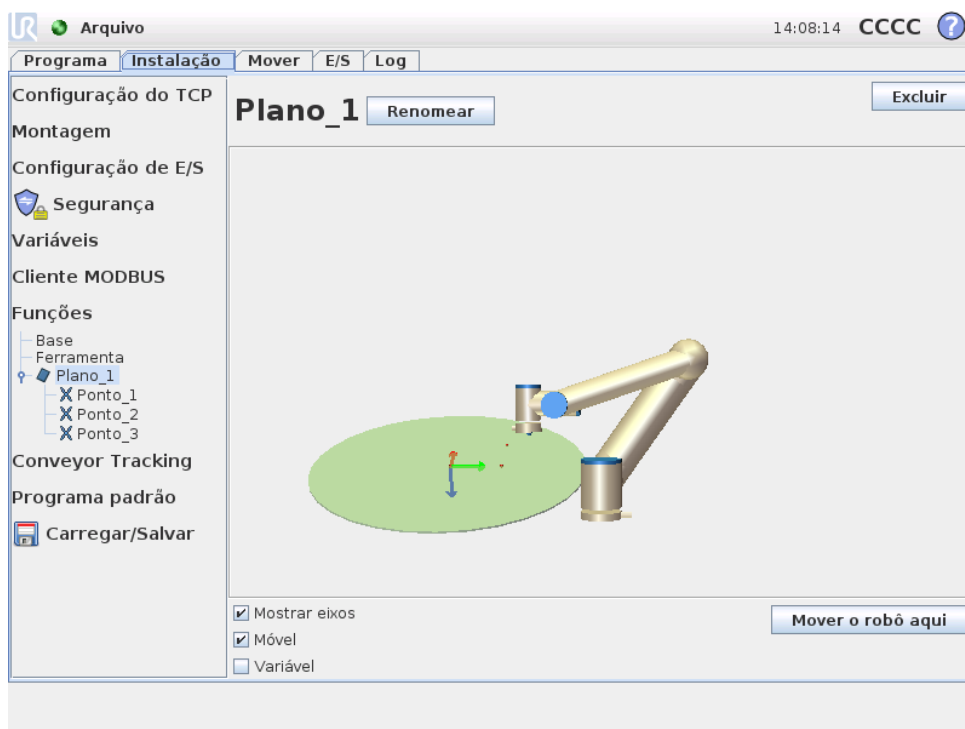 UR Arquivo 14:08:14 CCCC ?
Programa Instalação Mover E/S Log
Configuração do TCP
Montagem
Configuração de E/S
Segurança
Variáveis
Cliente MODBUS
Funções
Base
Ferramenta
Plano_1
Ponto_1
Ponto_2
Ponto_3
Conveyor Tracking
Programa padrão
Carregar/Salvar
Plano_1 Renomear Excluir
Mostrar eixos
Móvel
Variável
Mover o robô aqui